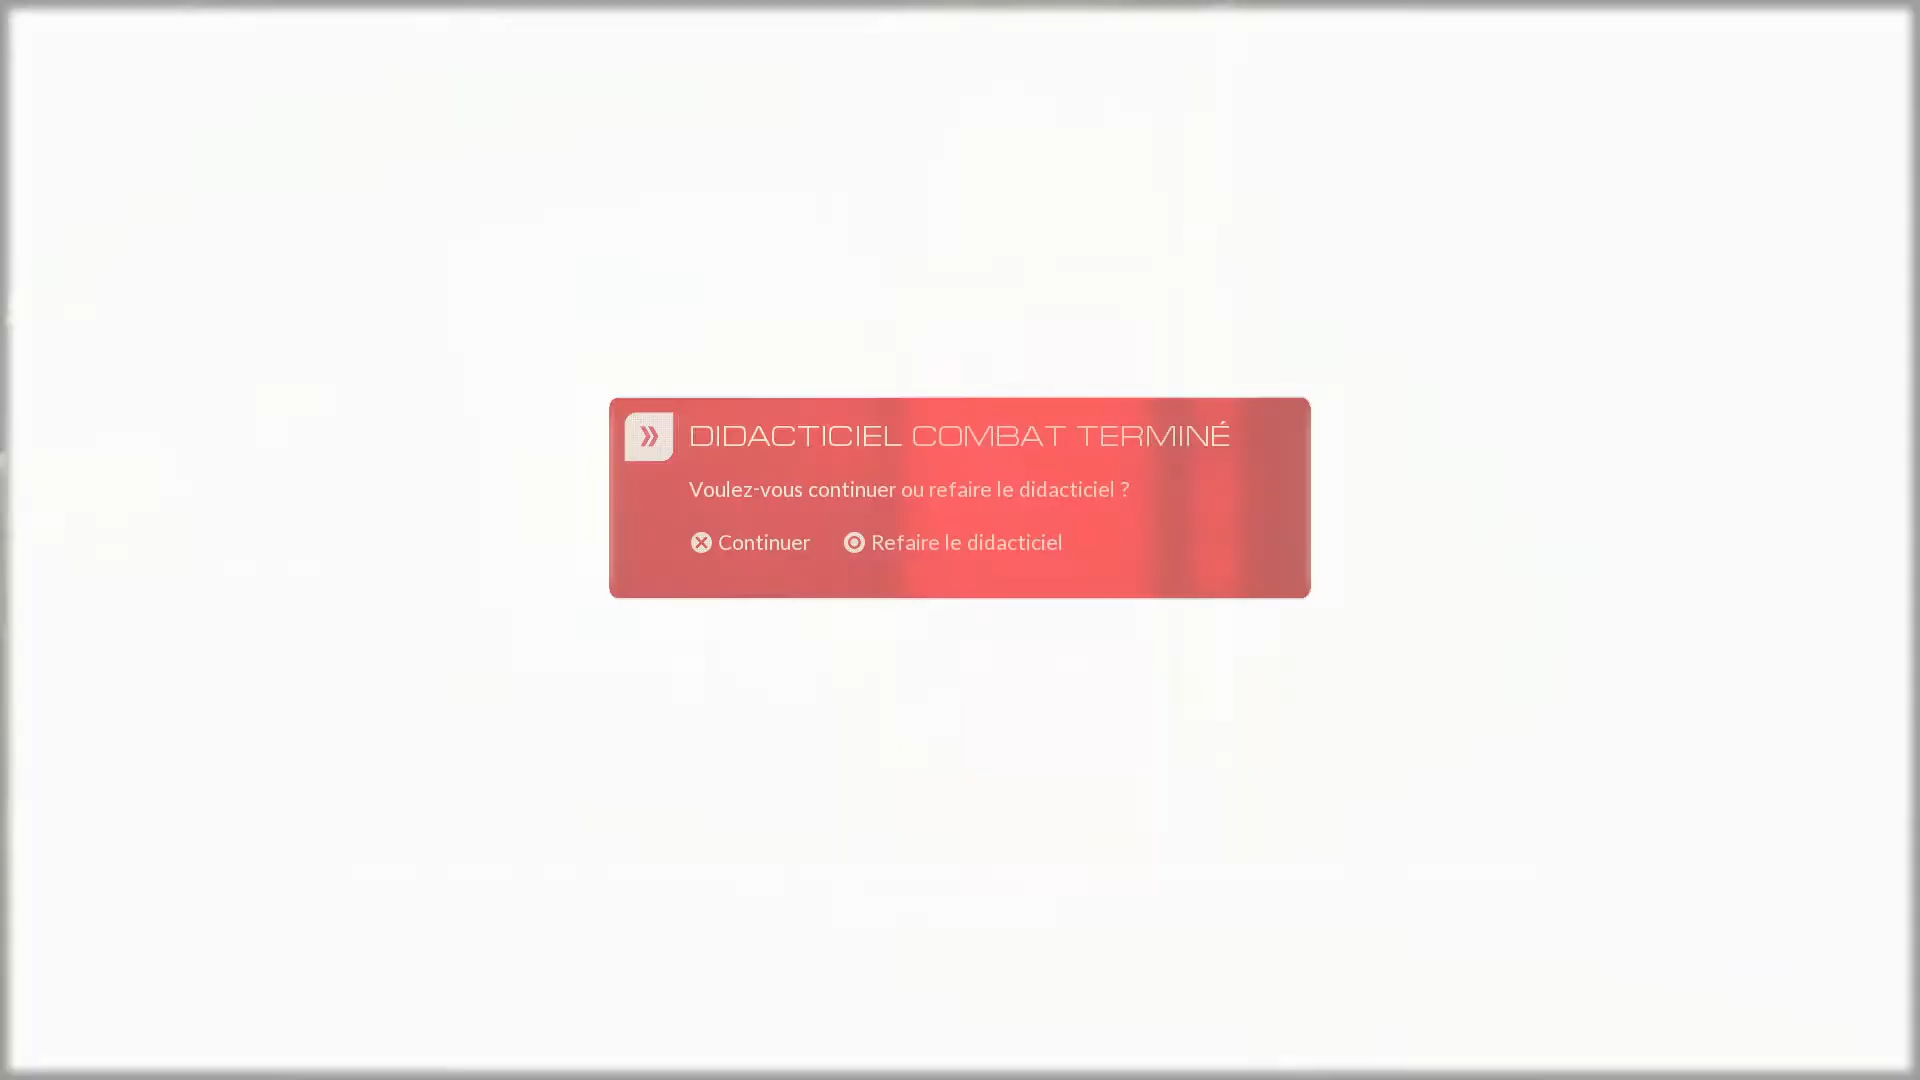 DIDACTICIEL COMBAT TERMINÉ
Voulez-vous continuer ou refaire le didacticiel ?
Continuer Refaire le didacticiel